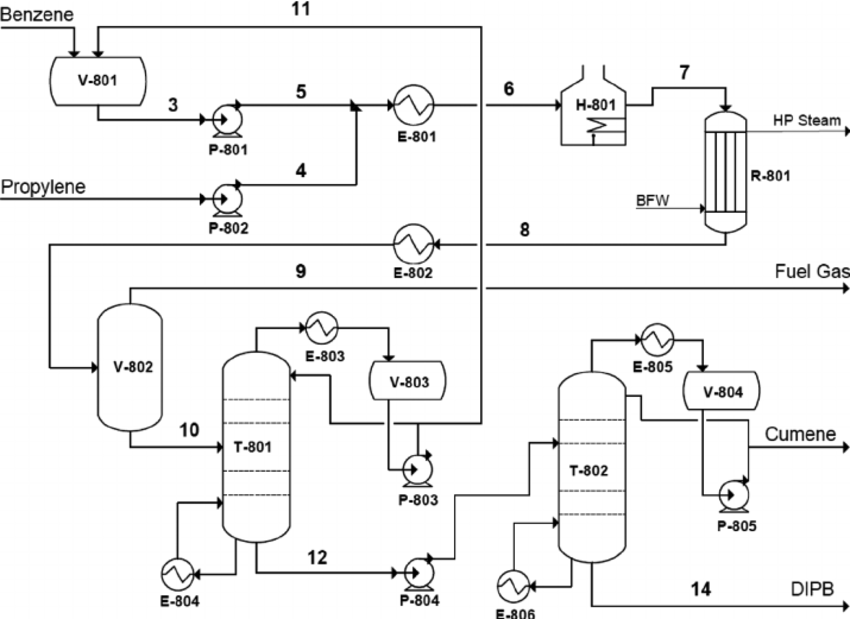 11
Benzene
V-801
3
5
6
7
P-801
E-801
H-801
HP Steam
R-801
4
Propylene
P-802
BFW
8
E-802
9
Fuel Gas
V-802
E-803
V-803
E-805
V-804
10
T-801
T-802
Cumene
P-803
P-805
12
E-804
P-804
E-806
14
DIPB